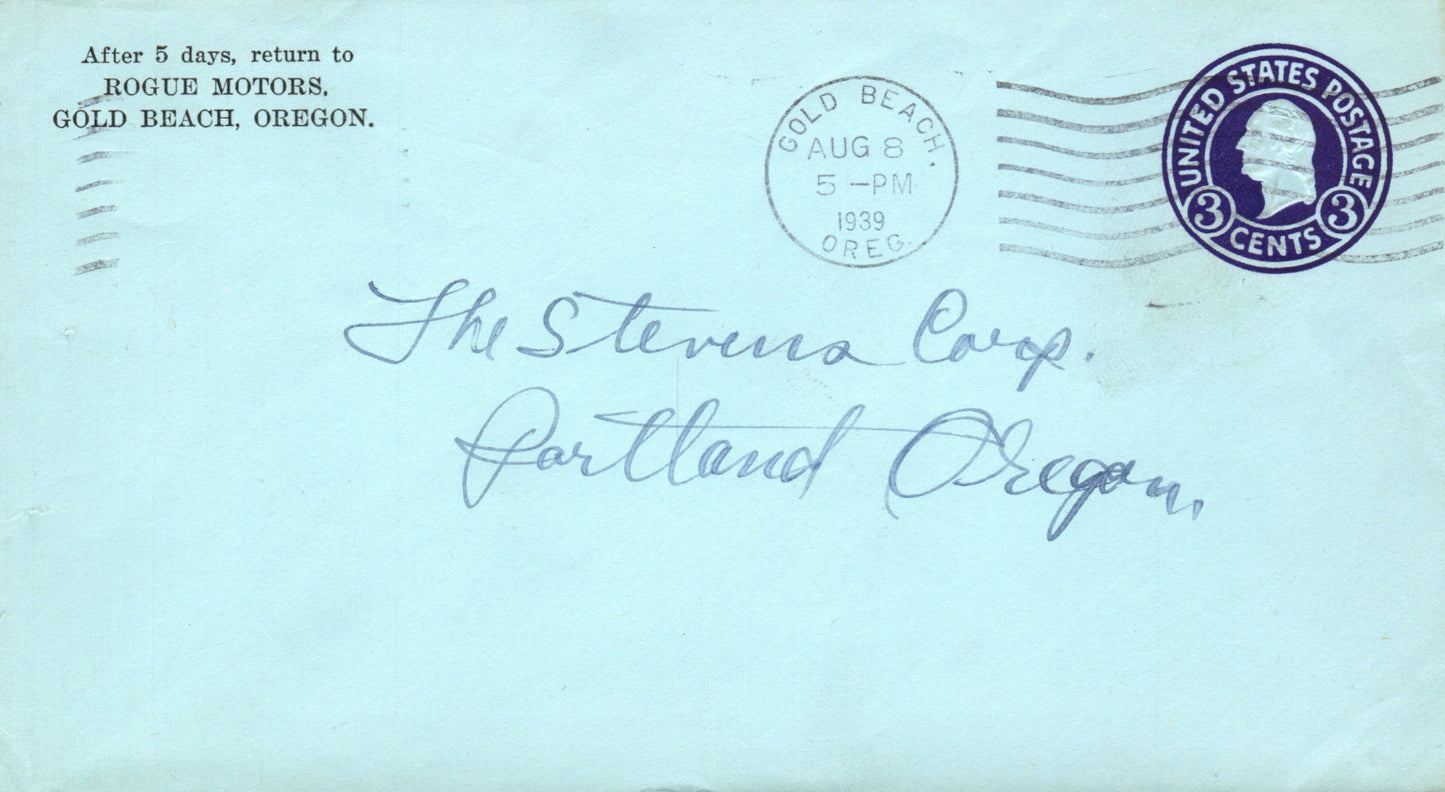 After 5 days, return to
ROGUE MOTORS,
GOLD BEACH, OREGON.
GOLD BEACH.
AUG 8
5 -PM
1939
OREG.
UNITED STATES POSTAGE
3 3
CENTS
The Stevens Corp.
Portland Oregon.